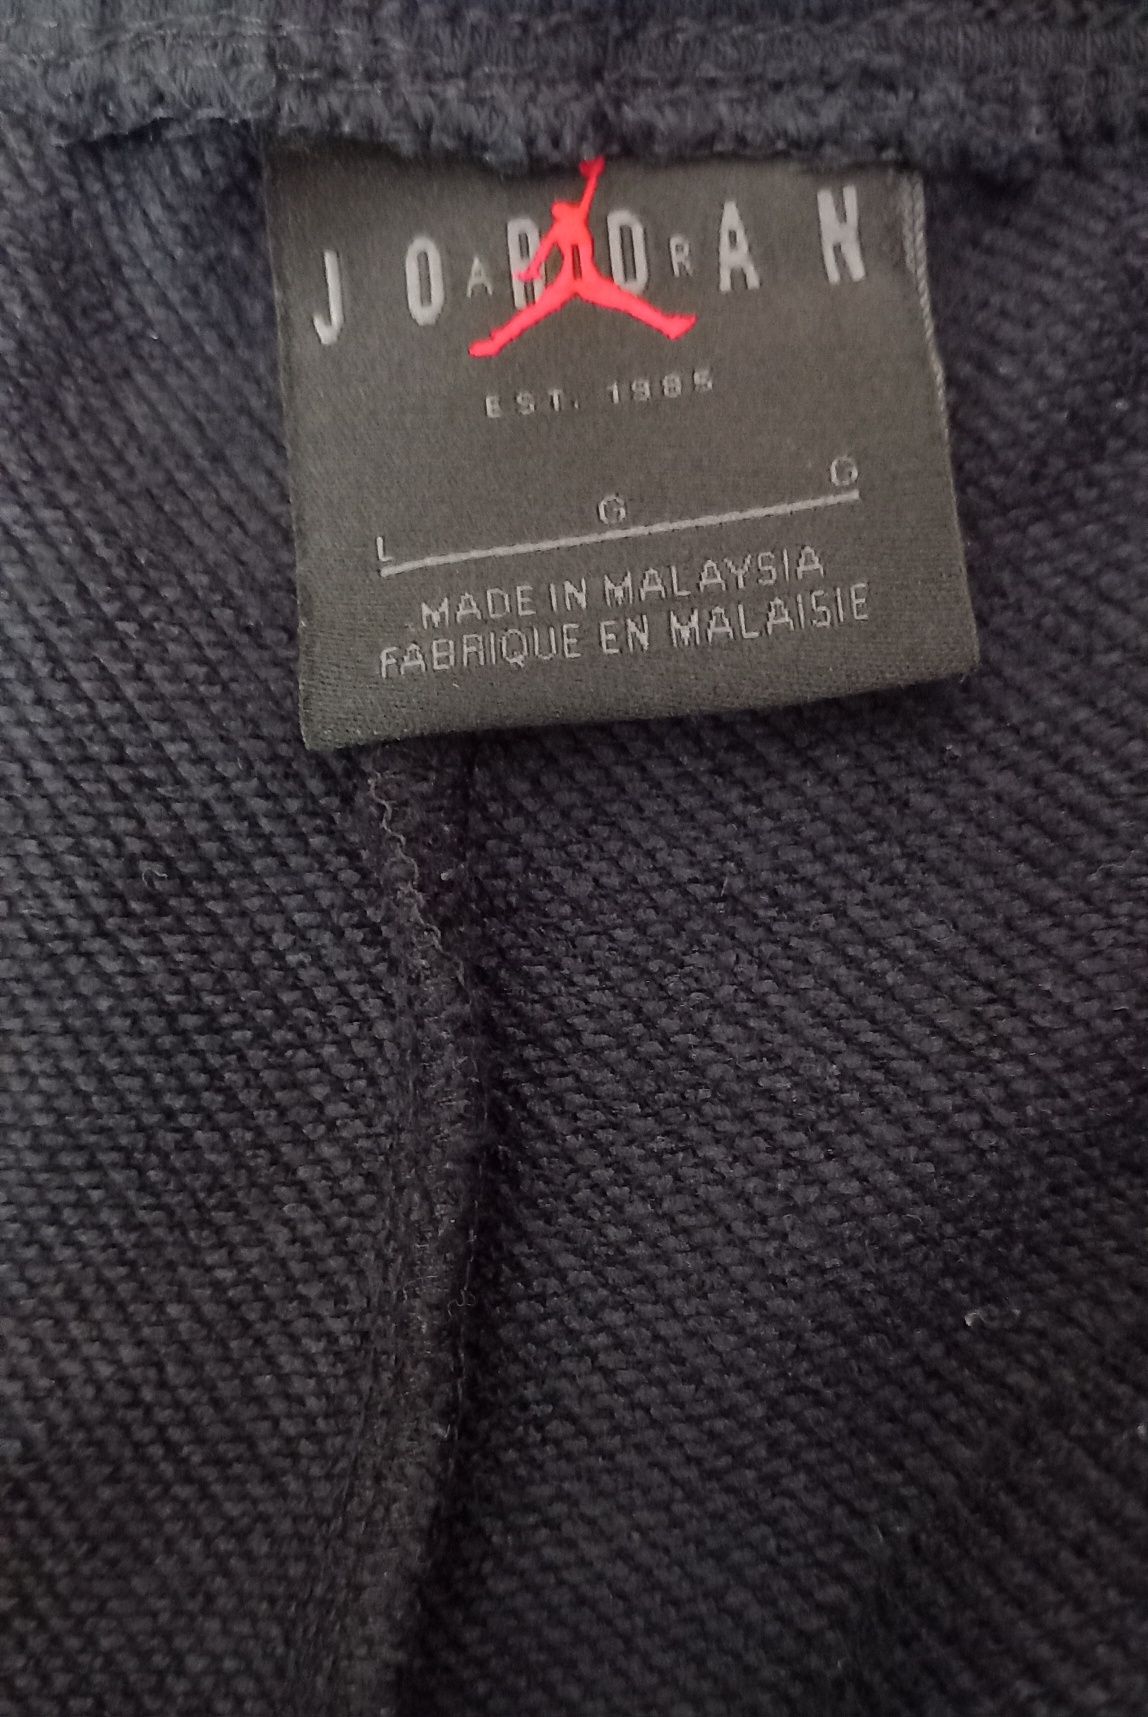 JORDAN
A R
EST. 1985
L G G
MADE IN MALAYSIA
FABRIQUE EN MALAISIE